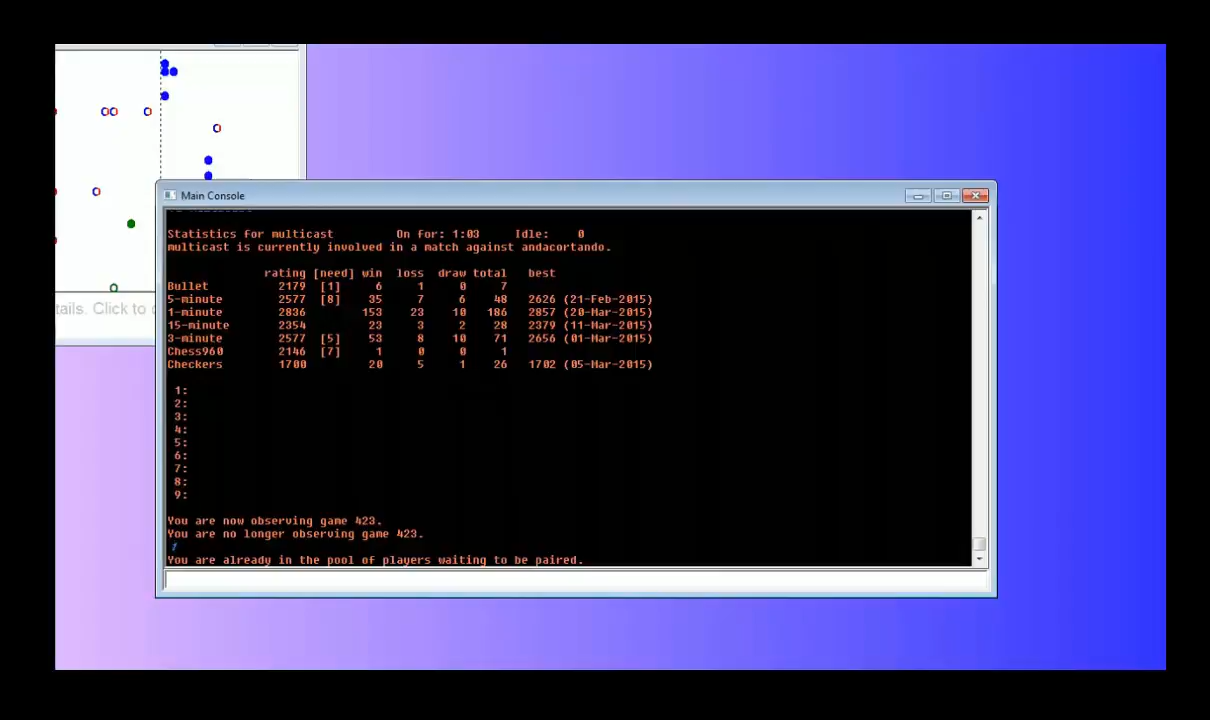 Main Console
Statistics for multicast On for: 1:03 Idle: 0
multicast is currently involved in a match against andacortando.
rating [need] win loss draw total best
Bullet 2179 [1] 6 1 0 7
5-minute 2577 [8] 35 7 6 48 2626 (21-Feb-2015)
1-minute 2836 153 23 10 186 2857 (20-Mar-2015)
15-minute 2354 23 3 2 28 2379 (11-Mar-2015)
3-minute 2577 [5] 53 8 10 71 2656 (01-Mar-2015)
Chess960 2146 [7] 1 0 0 1
Checkers 1700 20 5 1 26 1702 (05-Mar-2015)
1:
2:
3:
4:
5:
6:
7:
8:
9:
You are now observing game 423.
You are no longer observing game 423.
You are already in the pool of players waiting to be paired.
tails. Click to